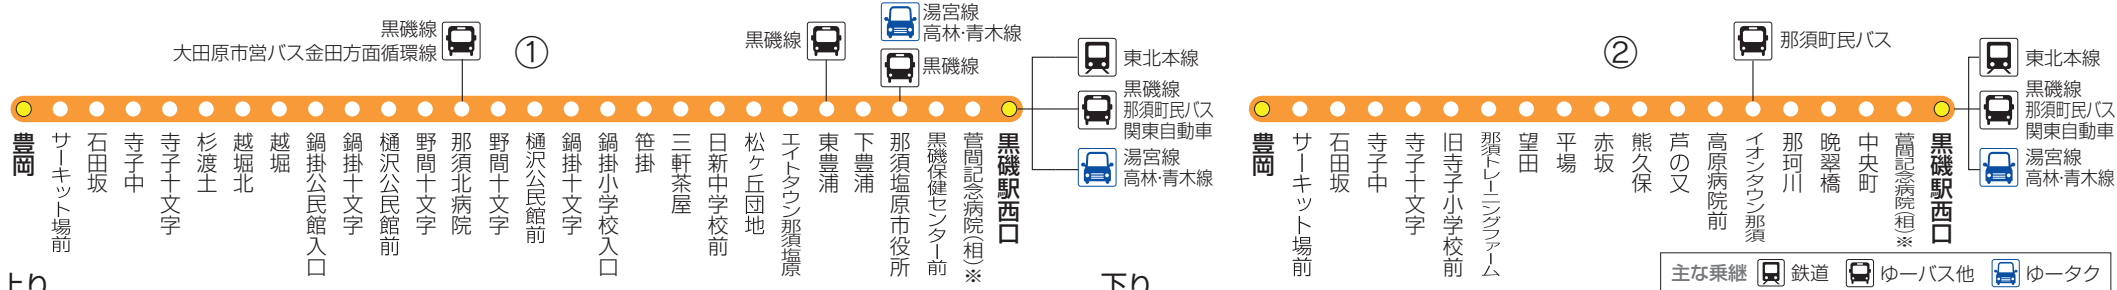 黒磯線
大田原市営バス金田方面循環線
①
黒磯線
湯宮線
高林・青木線
黒磯線
東北本線
黒磯線
那須町民バス
関東自動車
湯宮線
高林・青木線
豊岡
サーキット場前
石田坂
寺子中
寺子十文字
杉渡土
越堀北
越堀
鍋掛公民館入口
鍋掛十文字
樋沢公民館前
野間十文字
那須北病院
野間十文字
樋沢公民館前
鍋掛十文字
鍋掛小学校入口
笹掛
三軒茶屋
日新中学校前
松ヶ丘団地
エイトタウン那須塩原
東豊浦
下豊浦
那須塩原市役所
黒磯保健センター前
菅間記念病院(相)※
黒磯駅西口
②
那須町民バス
東北本線
黒磯線
那須町民バス
関東自動車
湯宮線
高林・青木線
豊岡
サーキット場前
石田坂
寺子中
寺子十文字
旧寺子小学校前
那須トレーニングファーム
望田
平場
赤坂
熊久保
芦の又
高原病院前
イオンタウン那須
那珂川
晩翠橋
中央町
菅間記念病院(相)※
黒磯駅西口
主な乗継 鉄道 ゆーバス他 ゆータク
上り
下り